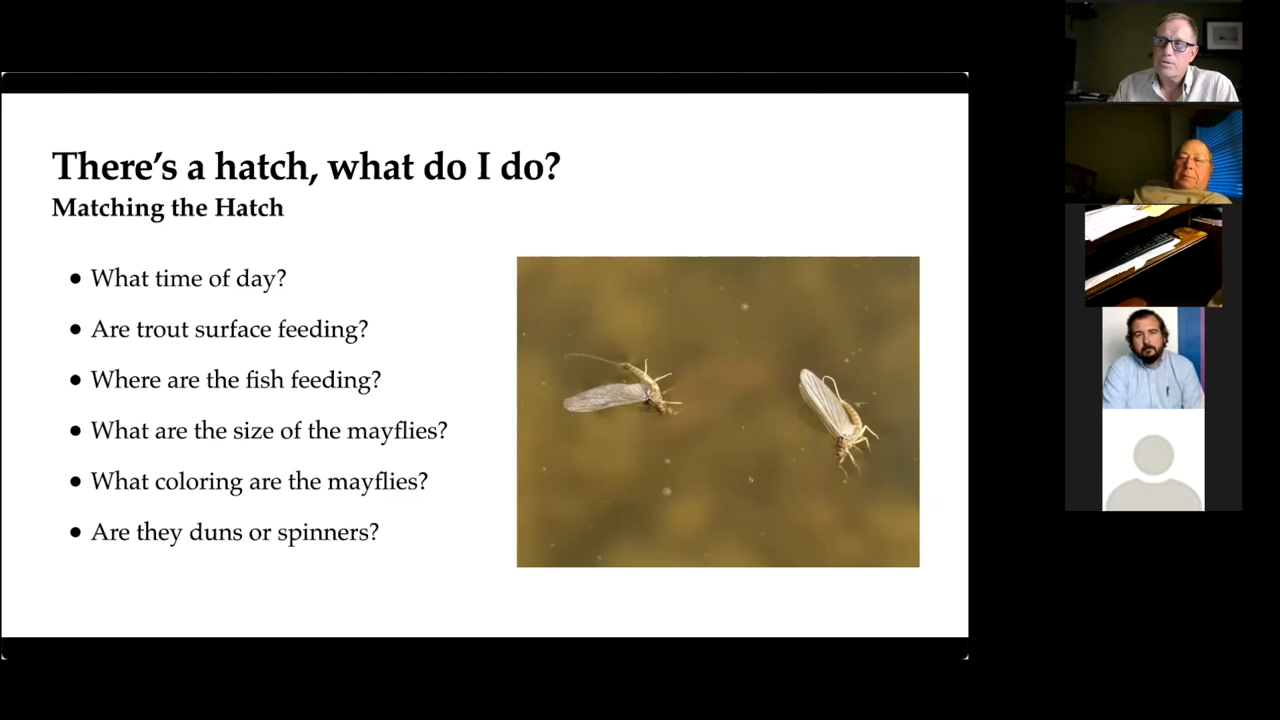 There's a hatch, what do I do?
Matching the Hatch
• What time of day?
• Are trout surface feeding?
• Where are the fish feeding?
• What are the size of the mayflies?
• What coloring are the mayflies?
• Are they duns or spinners?